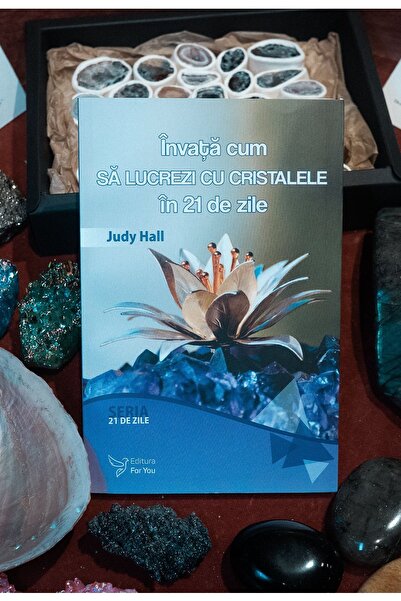 Învață cum
SĂ LUCREZI CU CRISTALELE
în 21 de zile
Judy Hall
SERIA
21 DE ZILE
Editura
For You